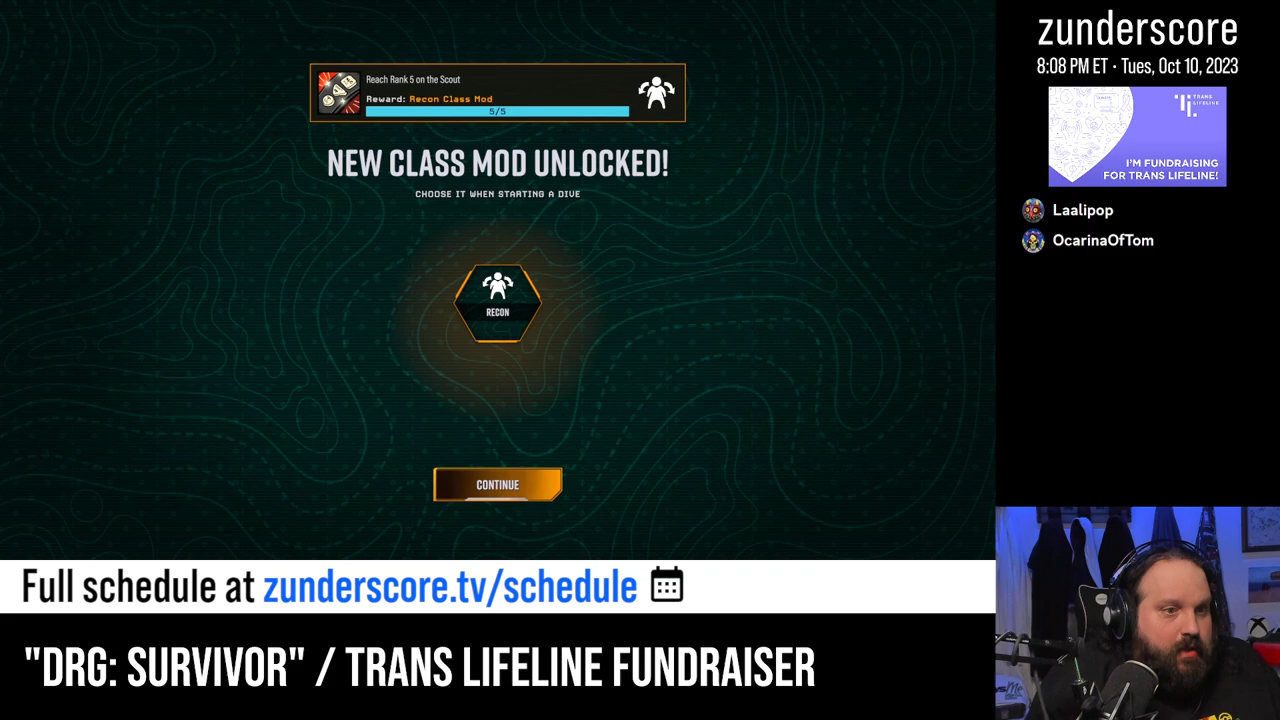 Reach Rank 5 on the Scout
Reward: Recon Class Mod
5/5
NEW CLASS MOD UNLOCKED!
CHOOSE IT WHEN STARTING A DIVE
RECON
CONTINUE
Full schedule at zunderscore.tv/schedule
"DRG: SURVIVOR" / TRANS LIFELINE FUNDRAISER
zunderscore
8:08 PM ET · Tues, Oct 10, 2023
TRANS
LIFELINE
I'M FUNDRAISING
FOR TRANS LIFELINE!
Laalipop
OcarinaOfTom